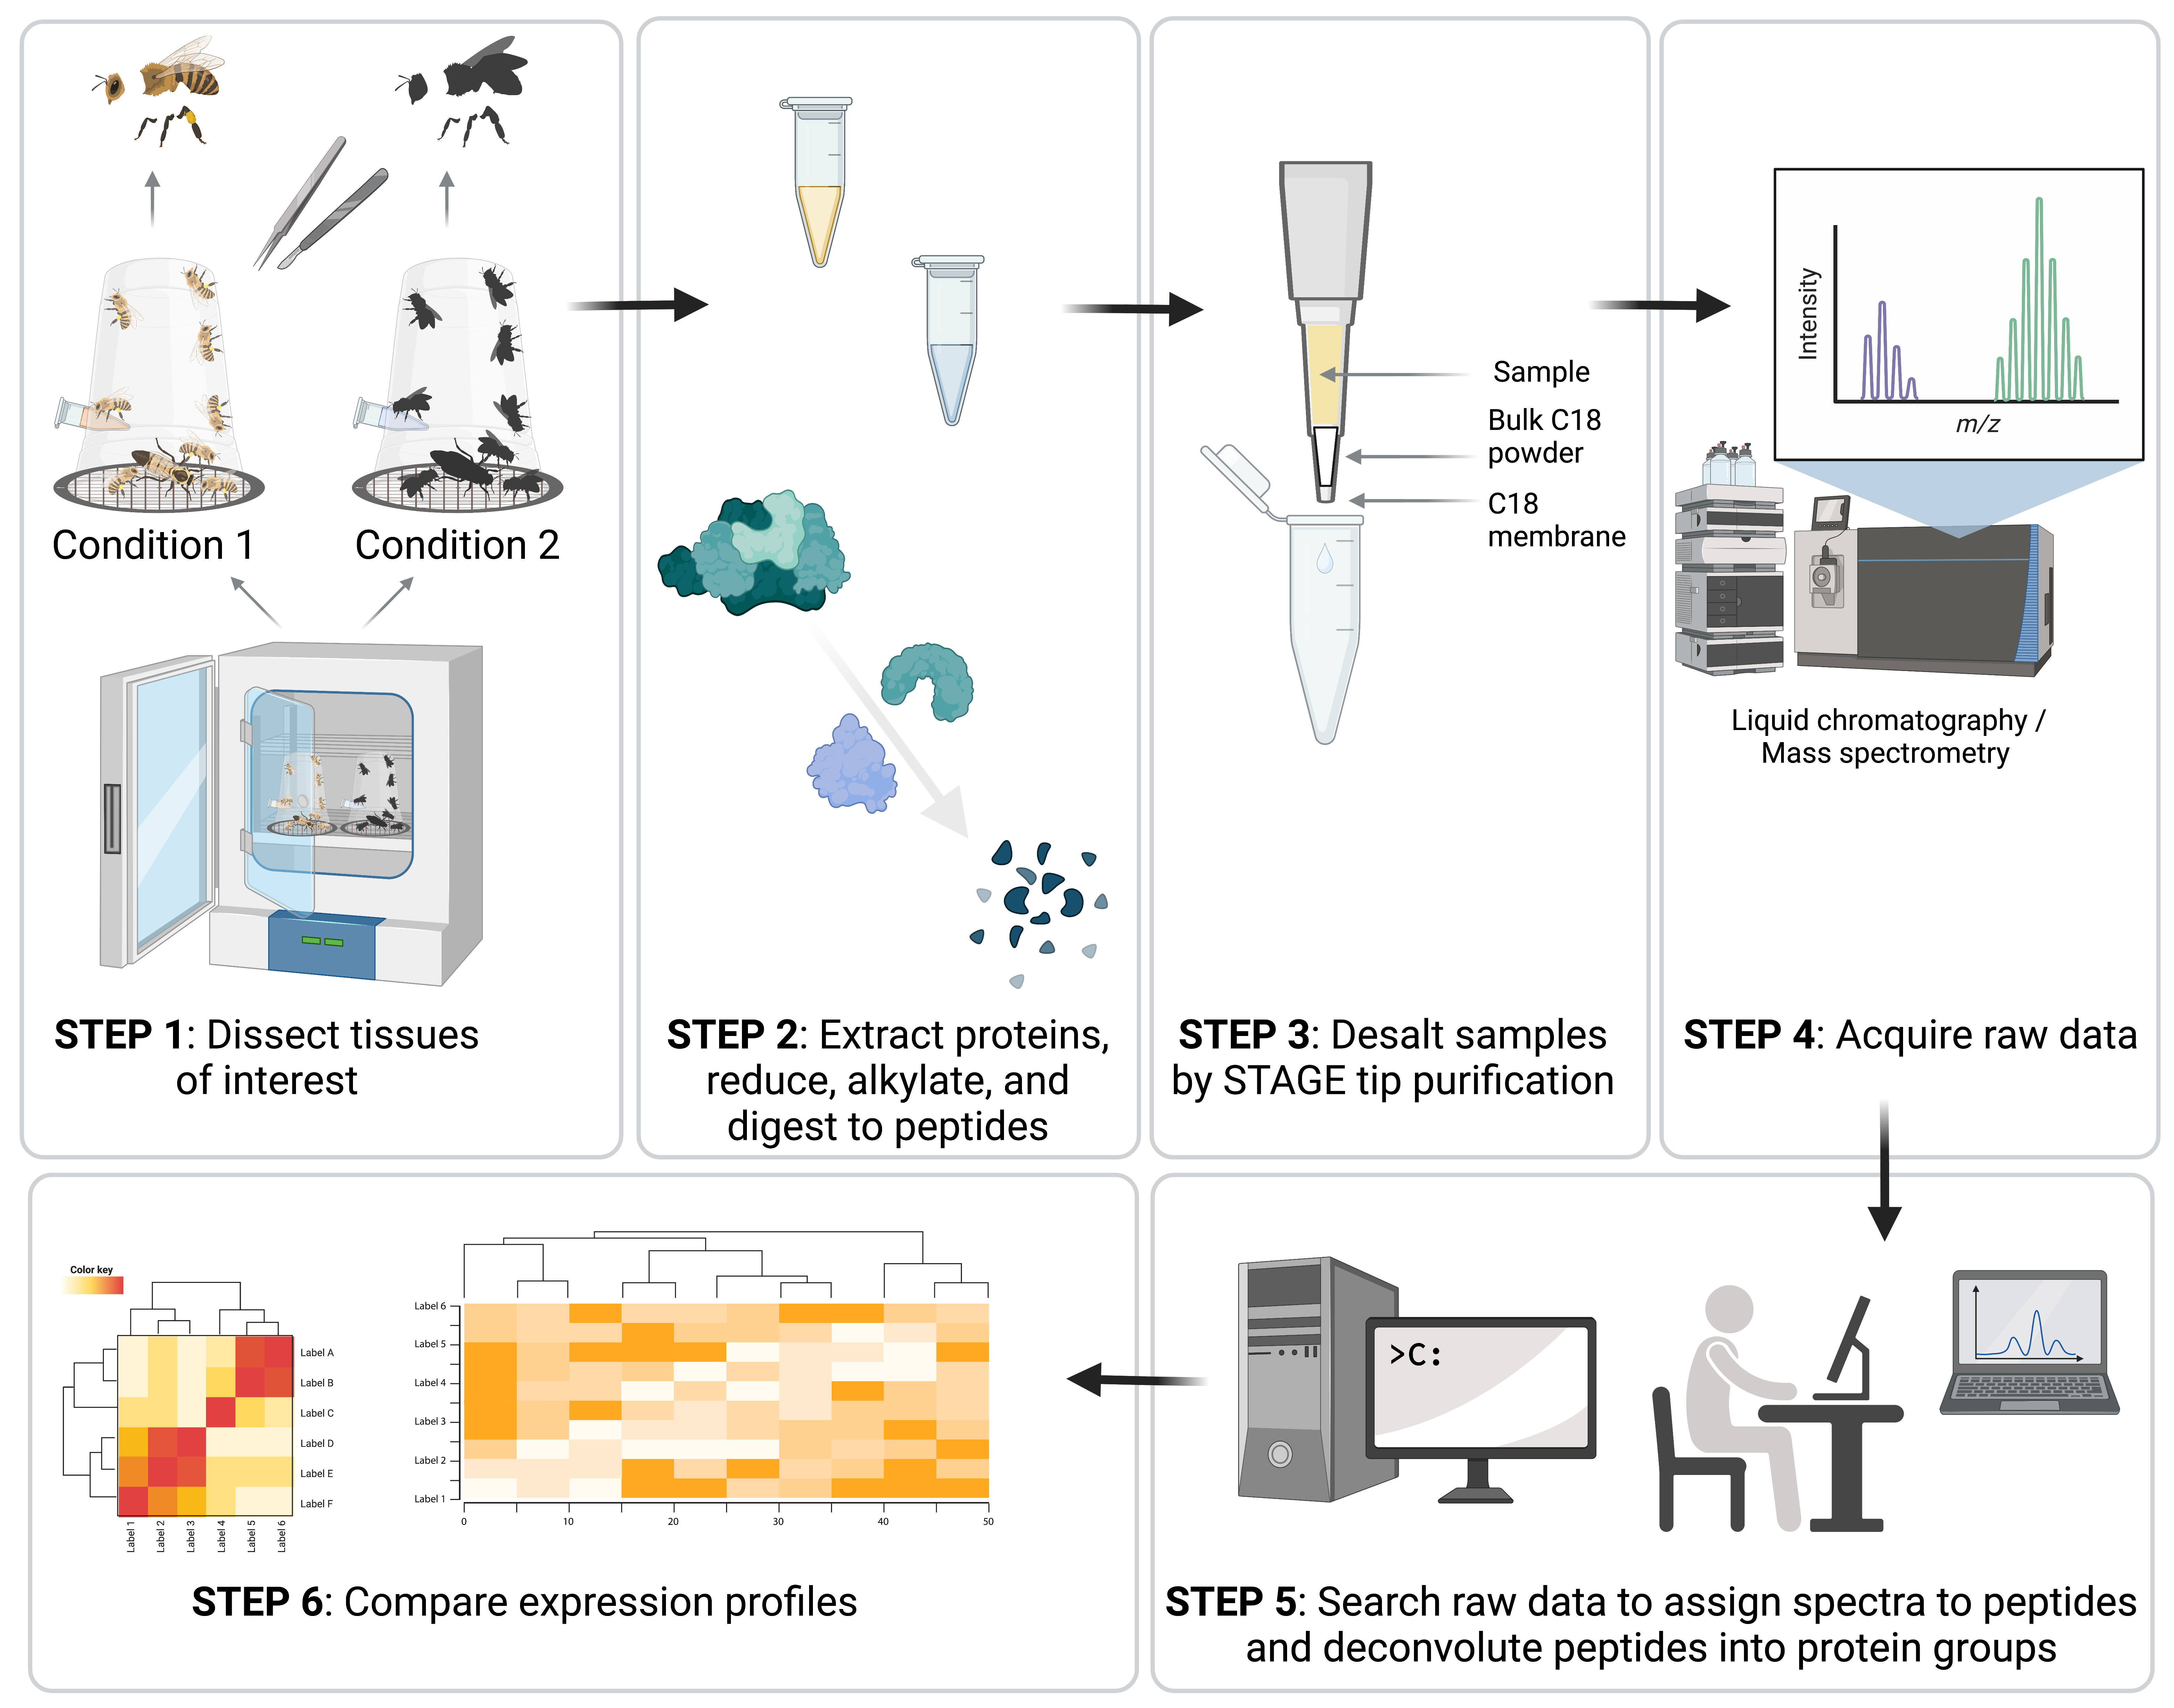 Condition 1
Condition 2
STEP 1: Dissect tissues
of interest
STEP 2: Extract proteins,
reduce, alkylate, and
digest to peptides
Sample
Bulk C18
powder
C18
membrane
STEP 3: Desalt samples
by STAGE tip purification
Intensity
m/z
Liquid chromatography /
Mass spectrometry
STEP 4: Acquire raw data
>C:
STEP 5: Search raw data to assign spectra to peptides
and deconvolute peptides into protein groups
Color key
Label A
Label B
Label C
Label D
Label E
Label F
Label 1
Label 2
Label 3
Label 4
Label 5
Label 6
Label 6
Label 5
Label 4
Label 3
Label 2
Label 1
0
10
20
30
40
50
STEP 6: Compare expression profiles